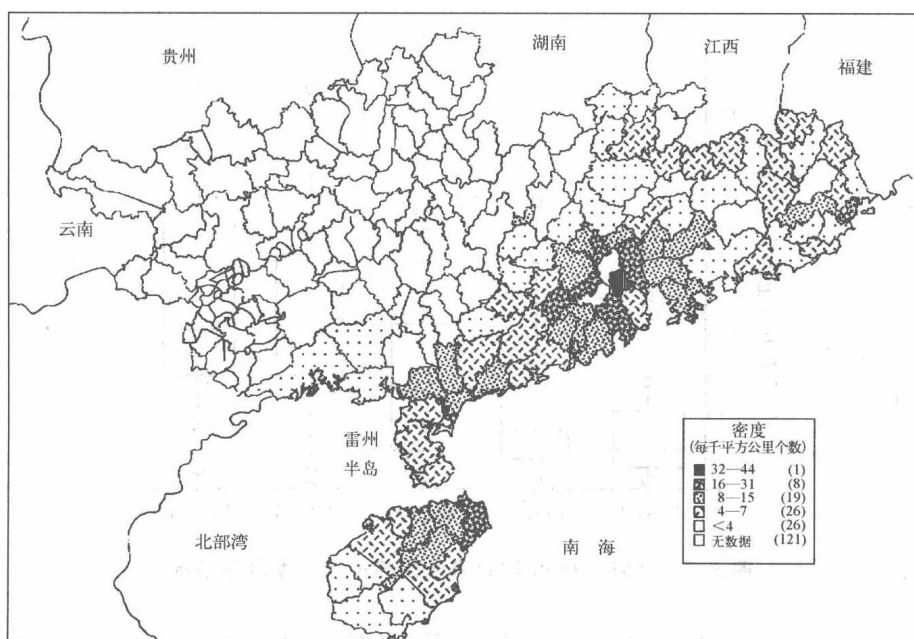 贵州
湖南
江西
福建
云南
雷州
半岛
北部湾
南 海
密度
(每千平方公里个数)
32—44 (1)
16—31 (8)
8—15 (19)
4—7 (26)
<4 (26)
无数据 (121)